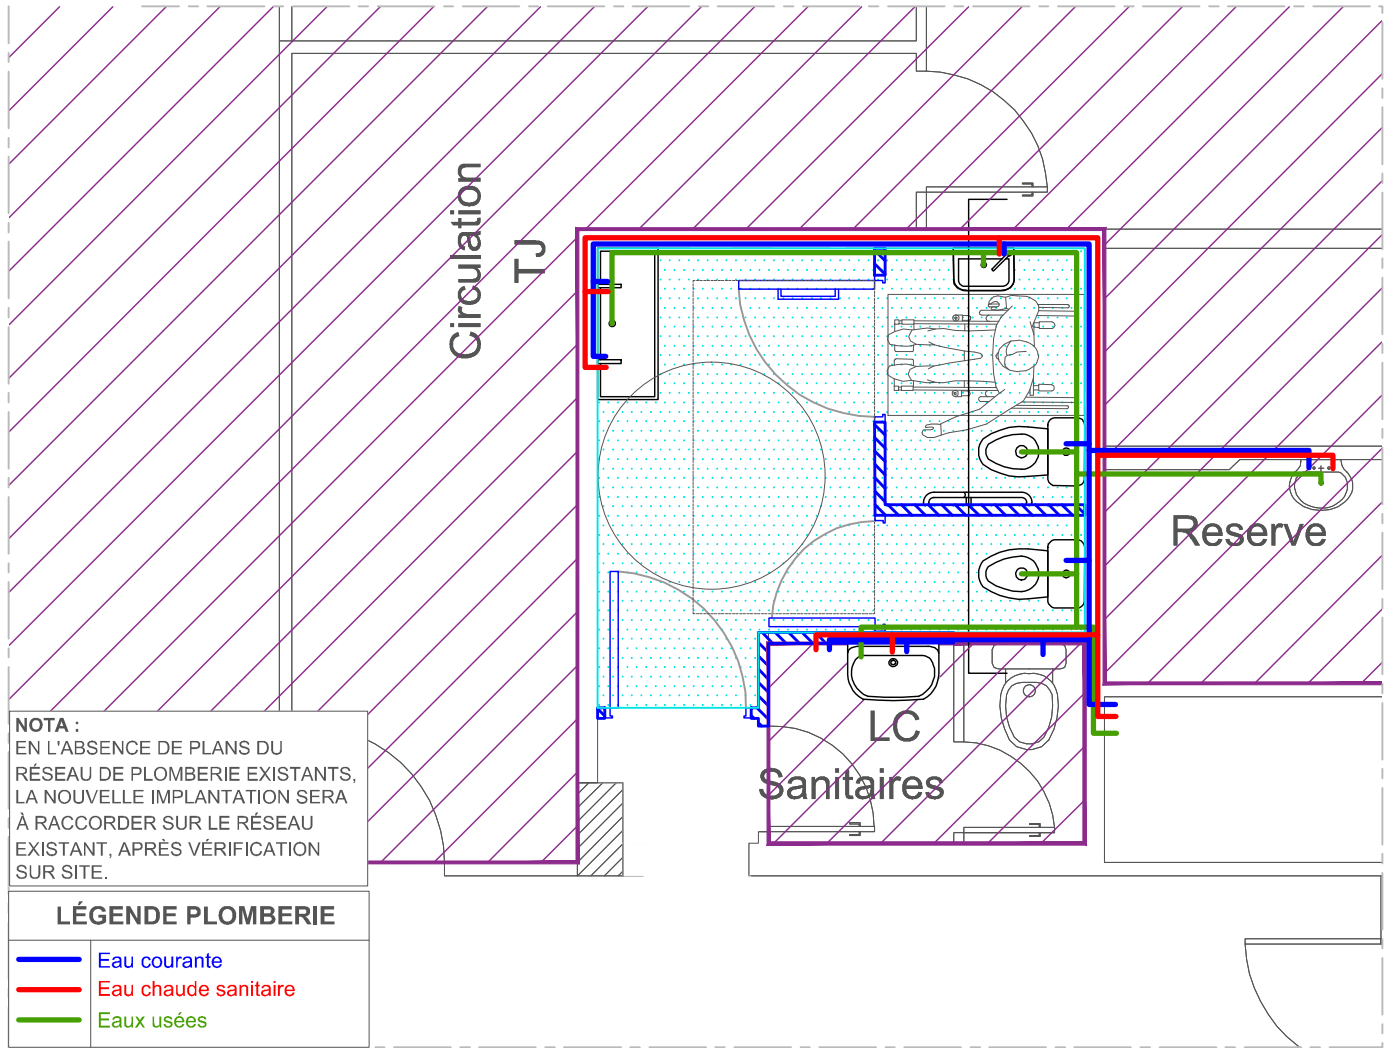 Circulation
TJ
Reserve
LC
Sanitaires
NOTA :
EN L'ABSENCE DE PLANS DU
RÉSEAU DE PLOMBERIE EXISTANTS,
LA NOUVELLE IMPLANTATION SERA
À RACCORDER SUR LE RÉSEAU
EXISTANT, APRÈS VÉRIFICATION
SUR SITE.
LÉGENDE PLOMBERIE
Eau courante
Eau chaude sanitaire
Eaux usées